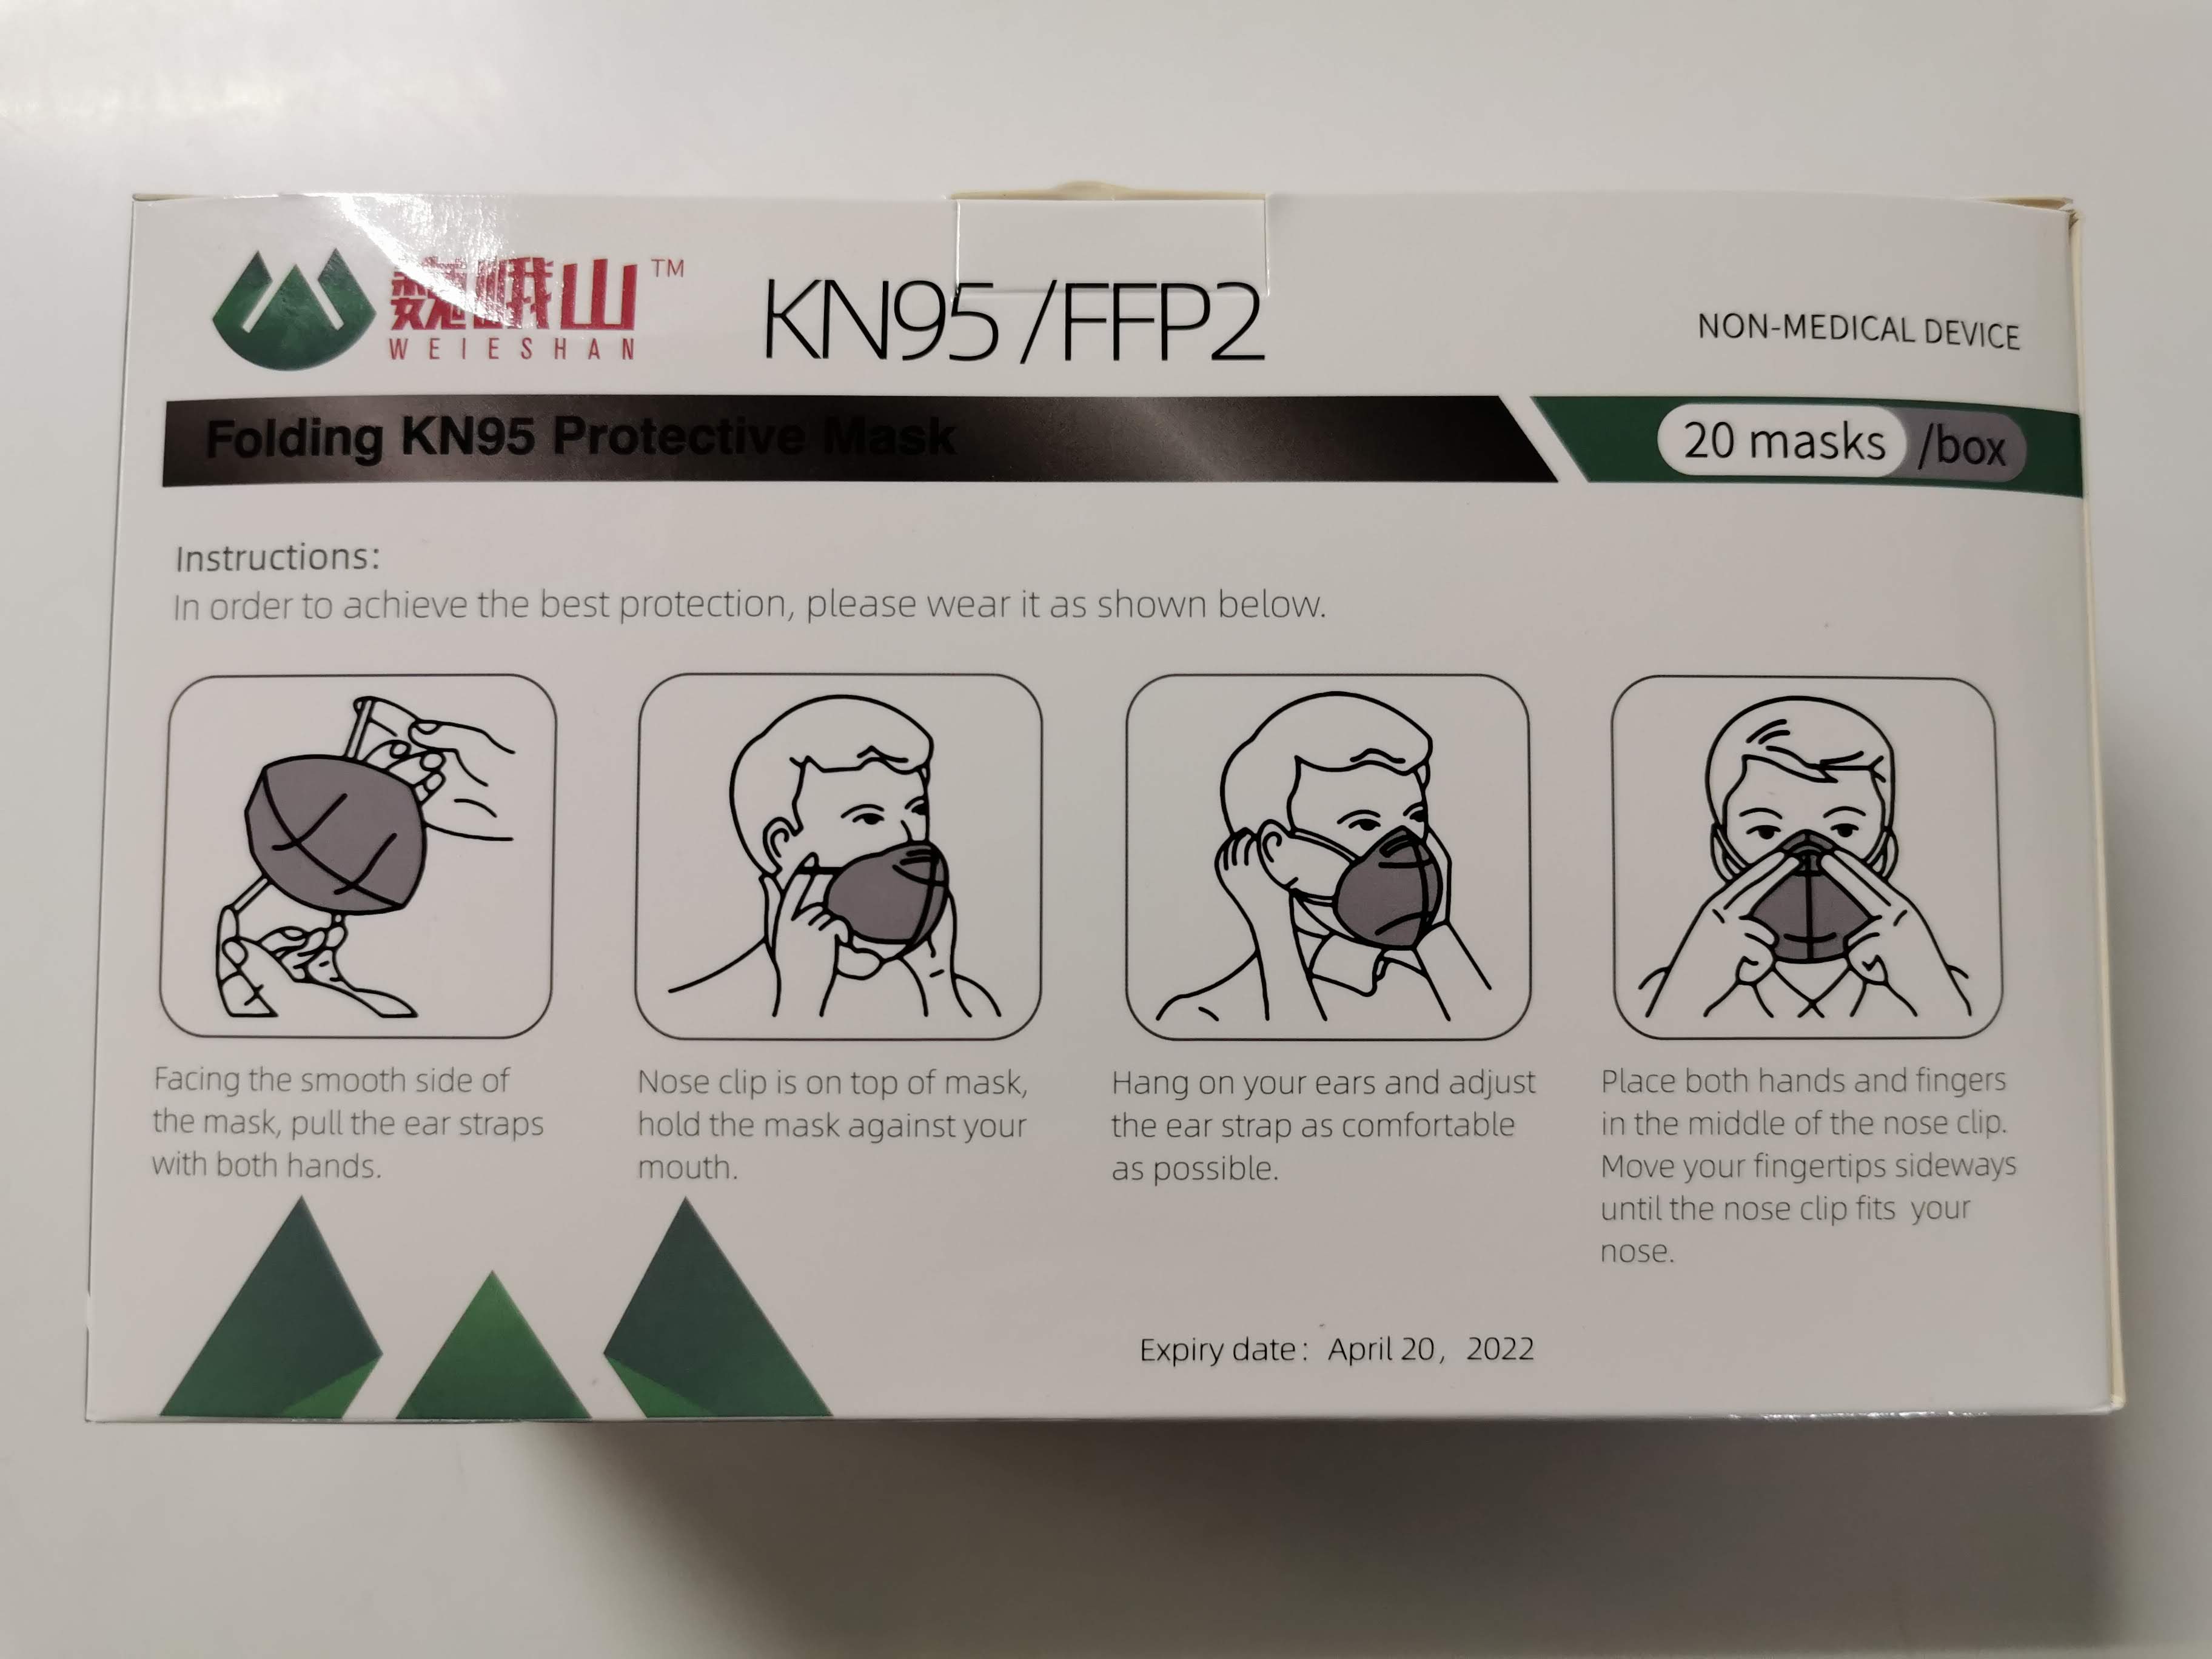 巍峨山 TM
WEIESHAN
KN95/FFP2
NON-MEDICAL DEVICE
Folding KN95 Protective Mask
20 masks /box
Instructions:
In order to achieve the best protection, please wear it as shown below.
Facing the smooth side of
the mask, pull the ear straps
with both hands.
Nose clip is on top of mask,
hold the mask against your
mouth.
Hang on your ears and adjust
the ear strap as comfortable
as possible.
Place both hands and fingers
in the middle of the nose clip.
Move your fingertips sideways
until the nose clip fits your
nose.
Expiry date: April 20, 2022